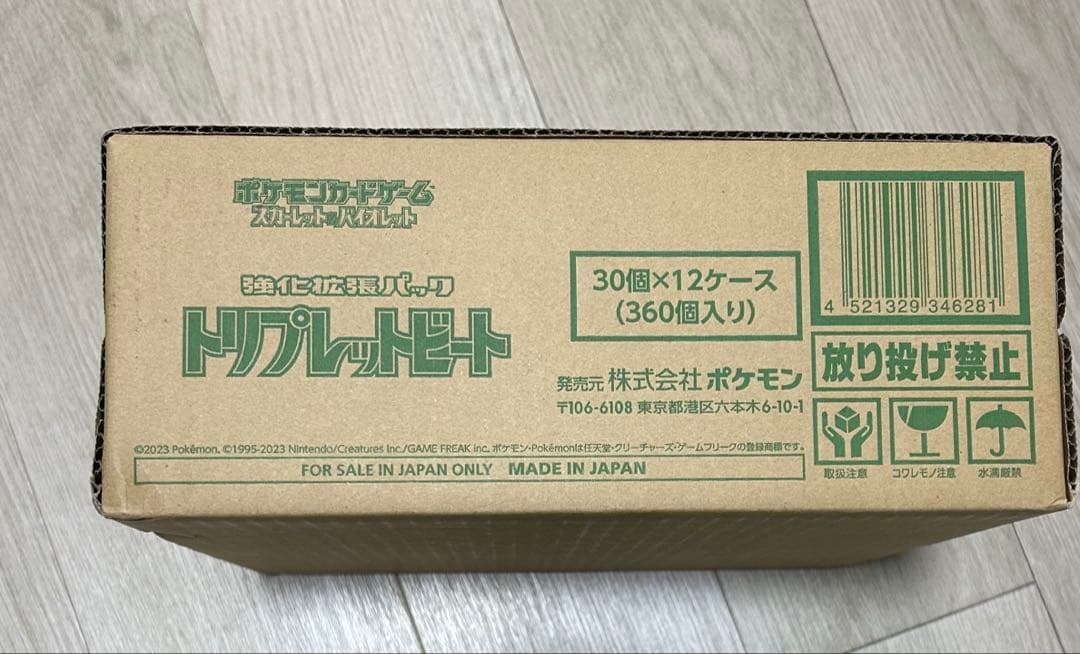 ポケモンカードゲーム
スカーレット&バイオレット
強化拡張パック
トリプレットビート
30個×12ケース
(360個入り)
4 521329 346281
放り投げ禁止
発売元 株式会社 ポケモン
〒106-6108 東京都港区六本木6-10-1
取扱注意 コワレモノ注意 水濡厳禁
©2023 Pokémon. ©1995-2023 Nintendo/Creatures Inc./GAME FREAK inc. ポケモン・Pokémonは任天堂・クリーチャーズ・ゲームフリークの登録商標です。
FOR SALE IN JAPAN ONLY MADE IN JAPAN